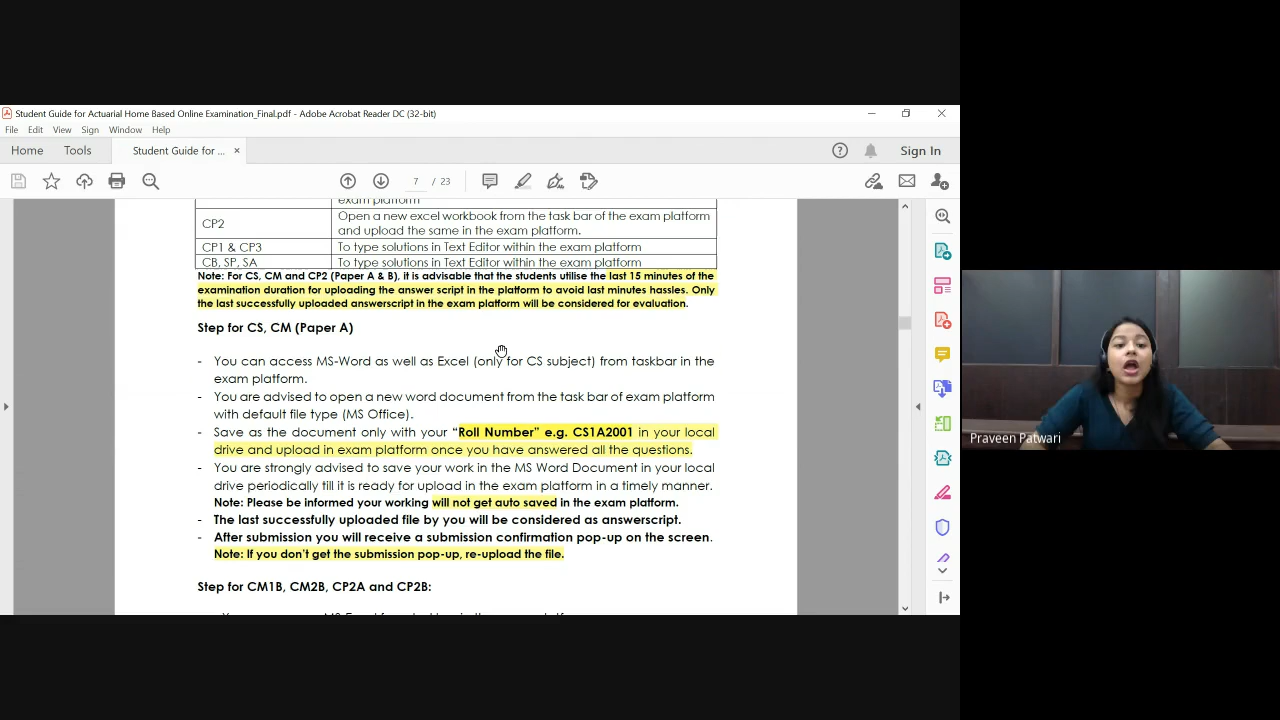 Student Guide for Actuarial Home Based Online Examination_Final.pdf - Adobe Acrobat Reader DC (32-bit)
File Edit View Sign Window Help
Home Tools Student Guide for ... × Sign In
7 / 23
exam platform
CP2 Open a new excel workbook from the task bar of the exam platform
and upload the same in the exam platform.
CP1 & CP3 To type solutions in Text Editor within the exam platform
CB, SP, SA To type solutions in Text Editor within the exam platform
Note: For CS, CM and CP2 (Paper A & B), it is advisable that the students utilise the last 15 minutes of the
examination duration for uploading the answer script in the platform to avoid last minutes hassles. Only
the last successfully uploaded answerscript in the exam platform will be considered for evaluation.
Step for CS, CM (Paper A)
- You can access MS-Word as well as Excel (only for CS subject) from taskbar in the
exam platform.
- You are advised to open a new word document from the task bar of exam platform
with default file type (MS Office).
- Save as the document only with your “Roll Number” e.g. CS1A2001 in your local
drive and upload in exam platform once you have answered all the questions.
- You are strongly advised to save your work in the MS Word Document in your local
drive periodically till it is ready for upload in the exam platform in a timely manner.
Note: Please be informed your working will not get auto saved in the exam platform.
- The last successfully uploaded file by you will be considered as answerscript.
- After submission you will receive a submission confirmation pop-up on the screen.
Note: If you don’t get the submission pop-up, re-upload the file.
Step for CM1B, CM2B, CP2A and CP2B:
Praveen Patwari